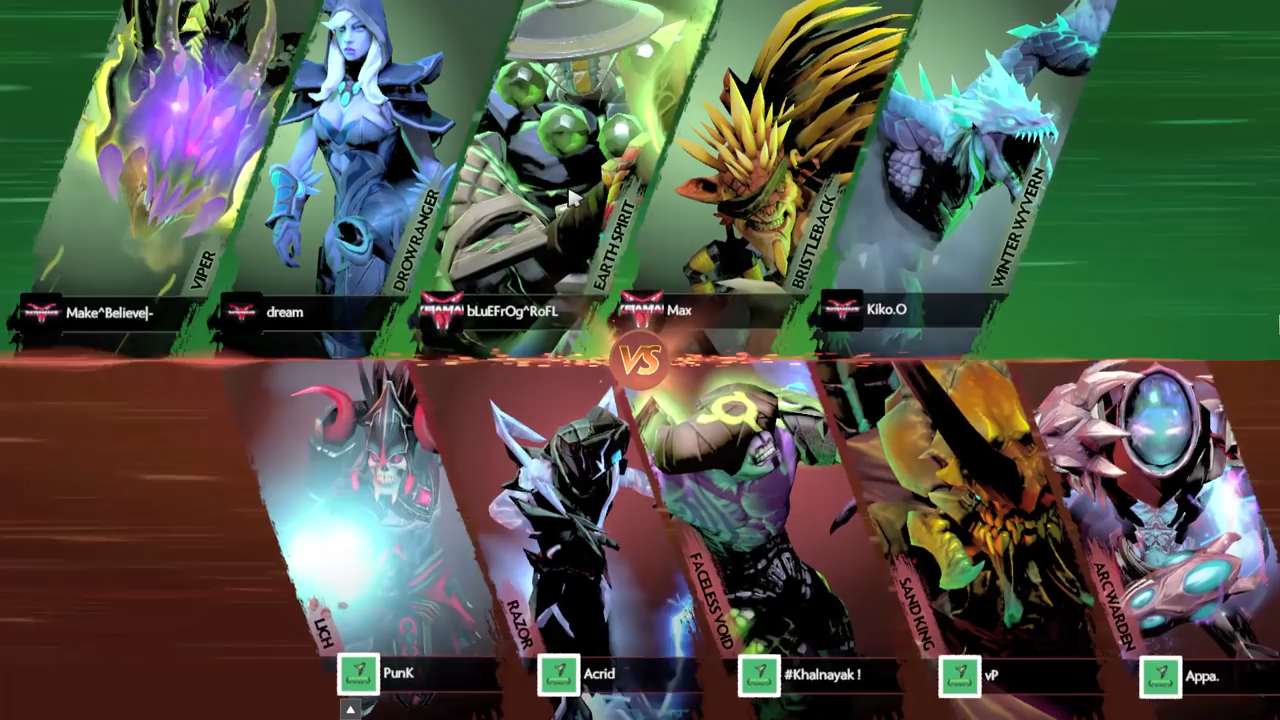 VIPER
DROW RANGER
EARTH SPIRIT
BRISTLEBACK
WINTER WYVERN
Make^Believe|-
dream
bLuEFrOg^RoFL
Max
Kiko.O
VS
LICH
RAZOR
FACELESS VOID
SAND KING
ARC WARDEN
PunK
Acrid
#Khalnayak !
vP
Appa.